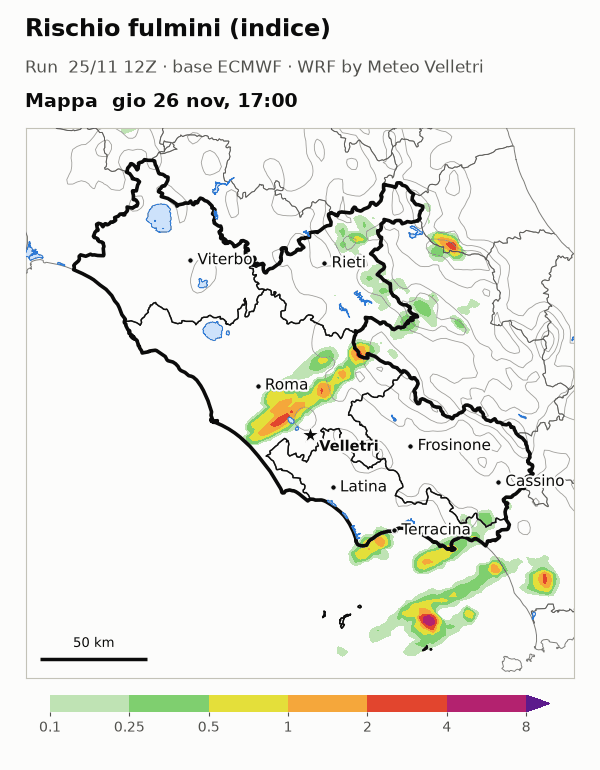 Rischio fulmini (indice)
Run  25/11 12Z · base ECMWF · WRF by Meteo Velletri
Mappa  gio 26 nov, 17:00
Viterbo
Rieti
Roma
Velletri
Frosinone
Latina
Cassino
Terracina
50 km
0.1 0.25 0.5 1 2 4 8